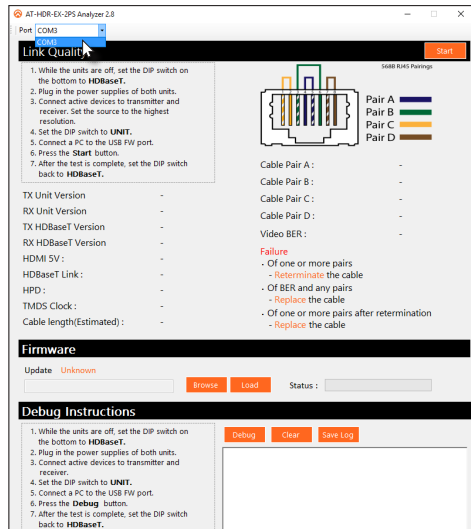 AT-HDR-EX-2PS Analyzer 2.8
Port COM3
COM3
Link Quality
Start
1. While the units are off, set the DIP switch on
the bottom to HDBaseT.
2. Plug in the power supplies of both units.
3. Connect active devices to transmitter and
receiver. Set the source to the highest
resolution.
4. Set the DIP switch to UNIT.
5. Connect a PC to the USB FW port.
6. Press the Start button.
7. After the test is complete, set the DIP switch
back to HDBaseT.
568B RJ45 Pairings
Pair A
Pair B
Pair C
Pair D
TX Unit Version -
RX Unit Version -
TX HDBaseT Version -
RX HDBaseT Version -
HDMI 5V : -
HDBaseT Link : -
HPD : -
TMDS Clock : -
Cable length(Estimated) : -
Cable Pair A : -
Cable Pair B : -
Cable Pair C : -
Cable Pair D : -
Video BER : -
Failure
- Of one or more pairs
- Reterminate the cable
- Of BER and any pairs
- Replace the cable
- Of one or more pairs after retermination
- Replace the cable
Firmware
Update Unknown
Browse Load Status :
Debug Instructions
1. While the units are off, set the DIP switch on
the bottom to HDBaseT.
2. Plug in the power supplies of both units.
3. Connect active devices to transmitter and
receiver.
4. Set the DIP switch to UNIT.
5. Connect a PC to the USB FW port.
6. Press the Debug button.
7. After the test is complete, set the DIP switch
back to HDBaseT.
Debug Clear Save Log